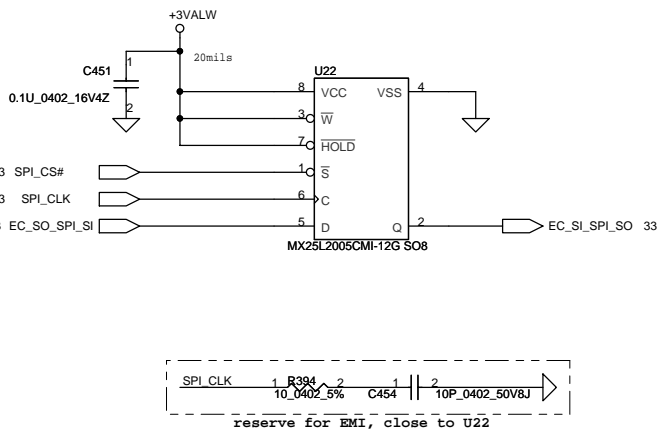 +3VALW
20mils
C451
1
2
0.1U_0402_16V4Z
U22
8 VCC VSS 4
3 W
7 HOLD
3 SPI_CS# 1 S
3 SPI_CLK 6 C
EC_SO_SPI_SI 5 D Q 2 EC_SI_SPI_SO 33
MX25L2005CMI-12G SO8
SPI_CLK 1 R394 2 1 2
10_0402_5% C454 10P_0402_50V8J
reserve for EMI, close to U22